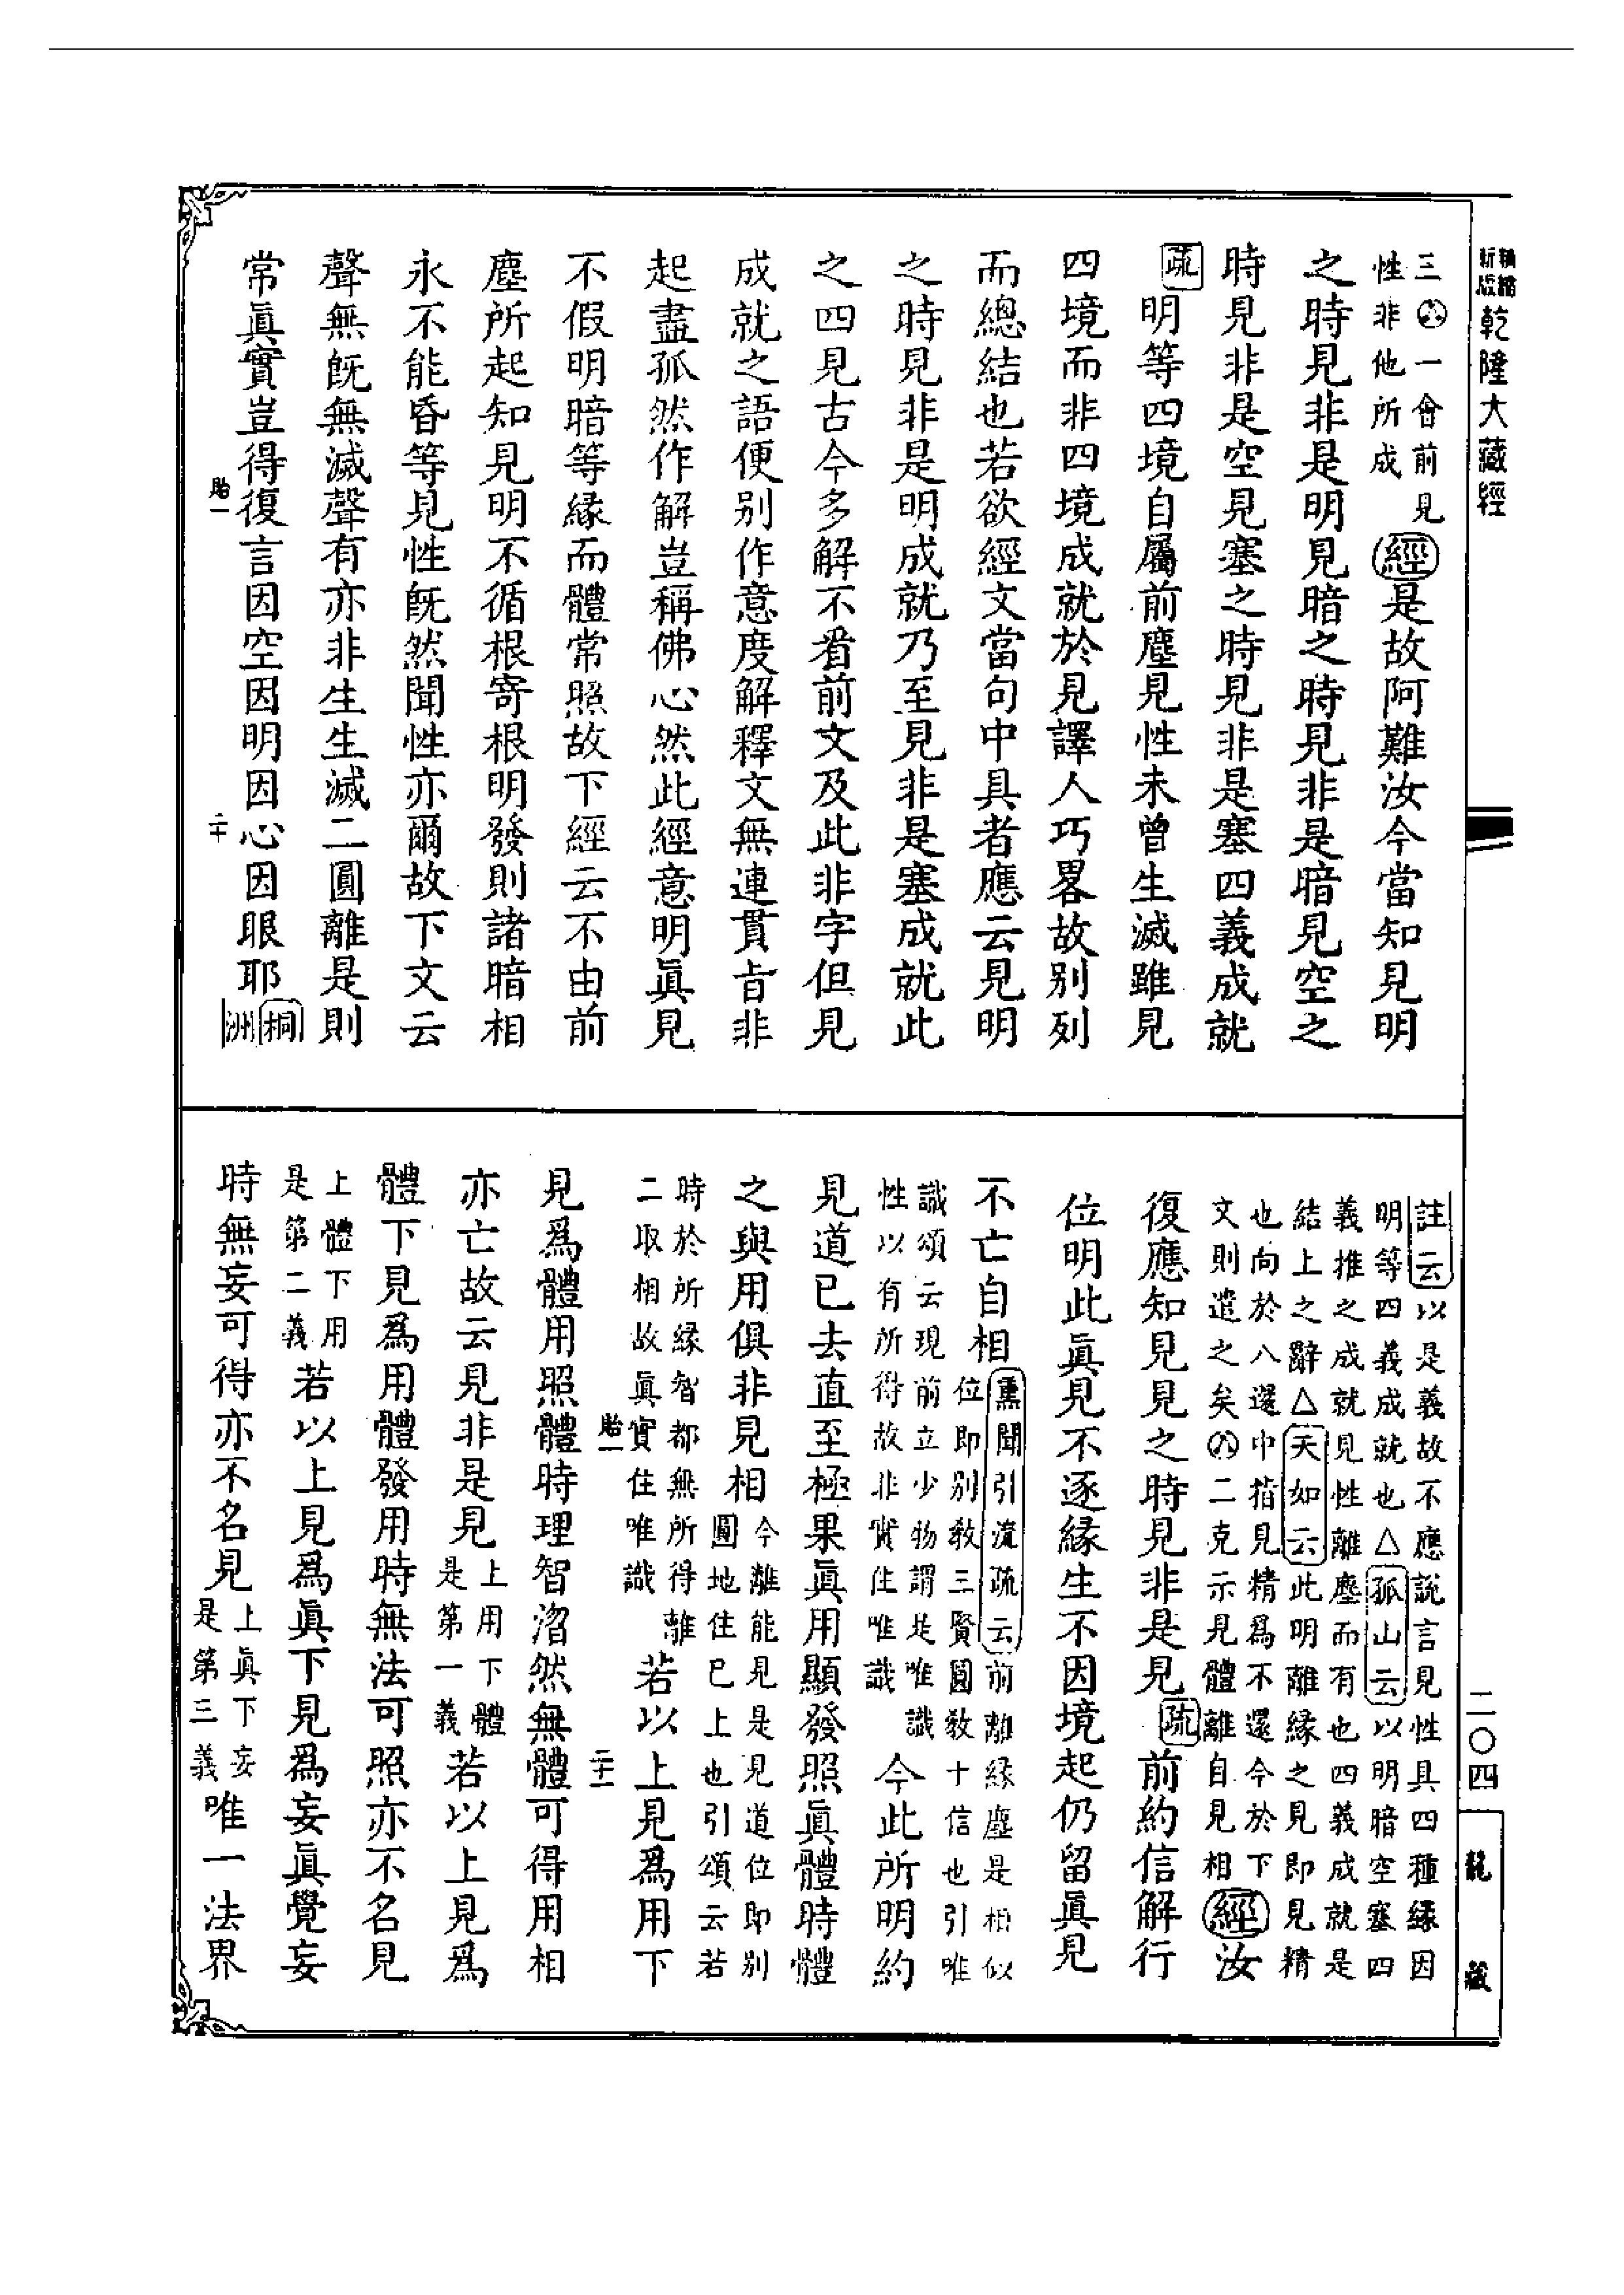 精縮新版乾隆大藏經
三㊇一會前見
性非他所成
經是故阿難汝今當知見明
之時見非是明見暗之時見非是暗見空之
時見非是空見塞之時見非是塞四義成就
疏明等四境自屬前塵見性未曾生滅雖見
四境而非四境成就於見譯人巧畧故別列
而總結也若欲經文當句中具者應云見明
之時見非是明成就乃至見非是塞成就此
之四見古今多解不看前文及此非字但見
成就之語便別作意度解釋文無連貫旨非
起盡孤然作解豈稱佛心然此經意明眞見
不假明暗等緣而體常照故下經云不由前
塵所起知見明不循根寄根明發則諸暗相
永不能昏等見性旣然聞性亦爾故下文云
聲無旣無滅聲有亦非生生滅二圓離是則
常眞實豈得復言因空因明因心因眼耶桐洲
胎一
二十
註云以是義故不應說言見性具四種緣因
明等四義成就也△孤山云以明暗空塞四
義推之成就見性離塵而有也四義成就是
結上之辭△天如云此明離緣之見即見精
也向於八還中指見精爲不還今於下
文則遣之矣㊇二克示見體離自見相
經汝
復應知見見之時見非是見疏前約信解行
位明此眞見不逐緣生不因境起仍留眞見
不亡自相
熏聞引流疏云前離緣塵是相似
位即別教三賢圓教十信也引唯
識頌云現前立少物謂是唯識
性以有所得故非實住唯識
今此所明約
見道已去直至極果眞用顯發照眞體時體
之與用俱非見相
今離能見是見道位即別
圓地住已上也引頌云若
時於所緣智都無所得離
二取相故眞實住唯識
若以上見爲用下
胎一
二十一
見爲體用照體時理智㳷然無體可得用相
亦亡故云見非是見
上用下體
是第一義
若以上見爲
體下見爲用體發用時無法可照亦不名見
上體下用
是第二義
若以上見爲眞下見爲妄眞覺妄
時無妄可得亦不名見
上眞下妄
是第三義
唯一法界
二〇四
龍藏